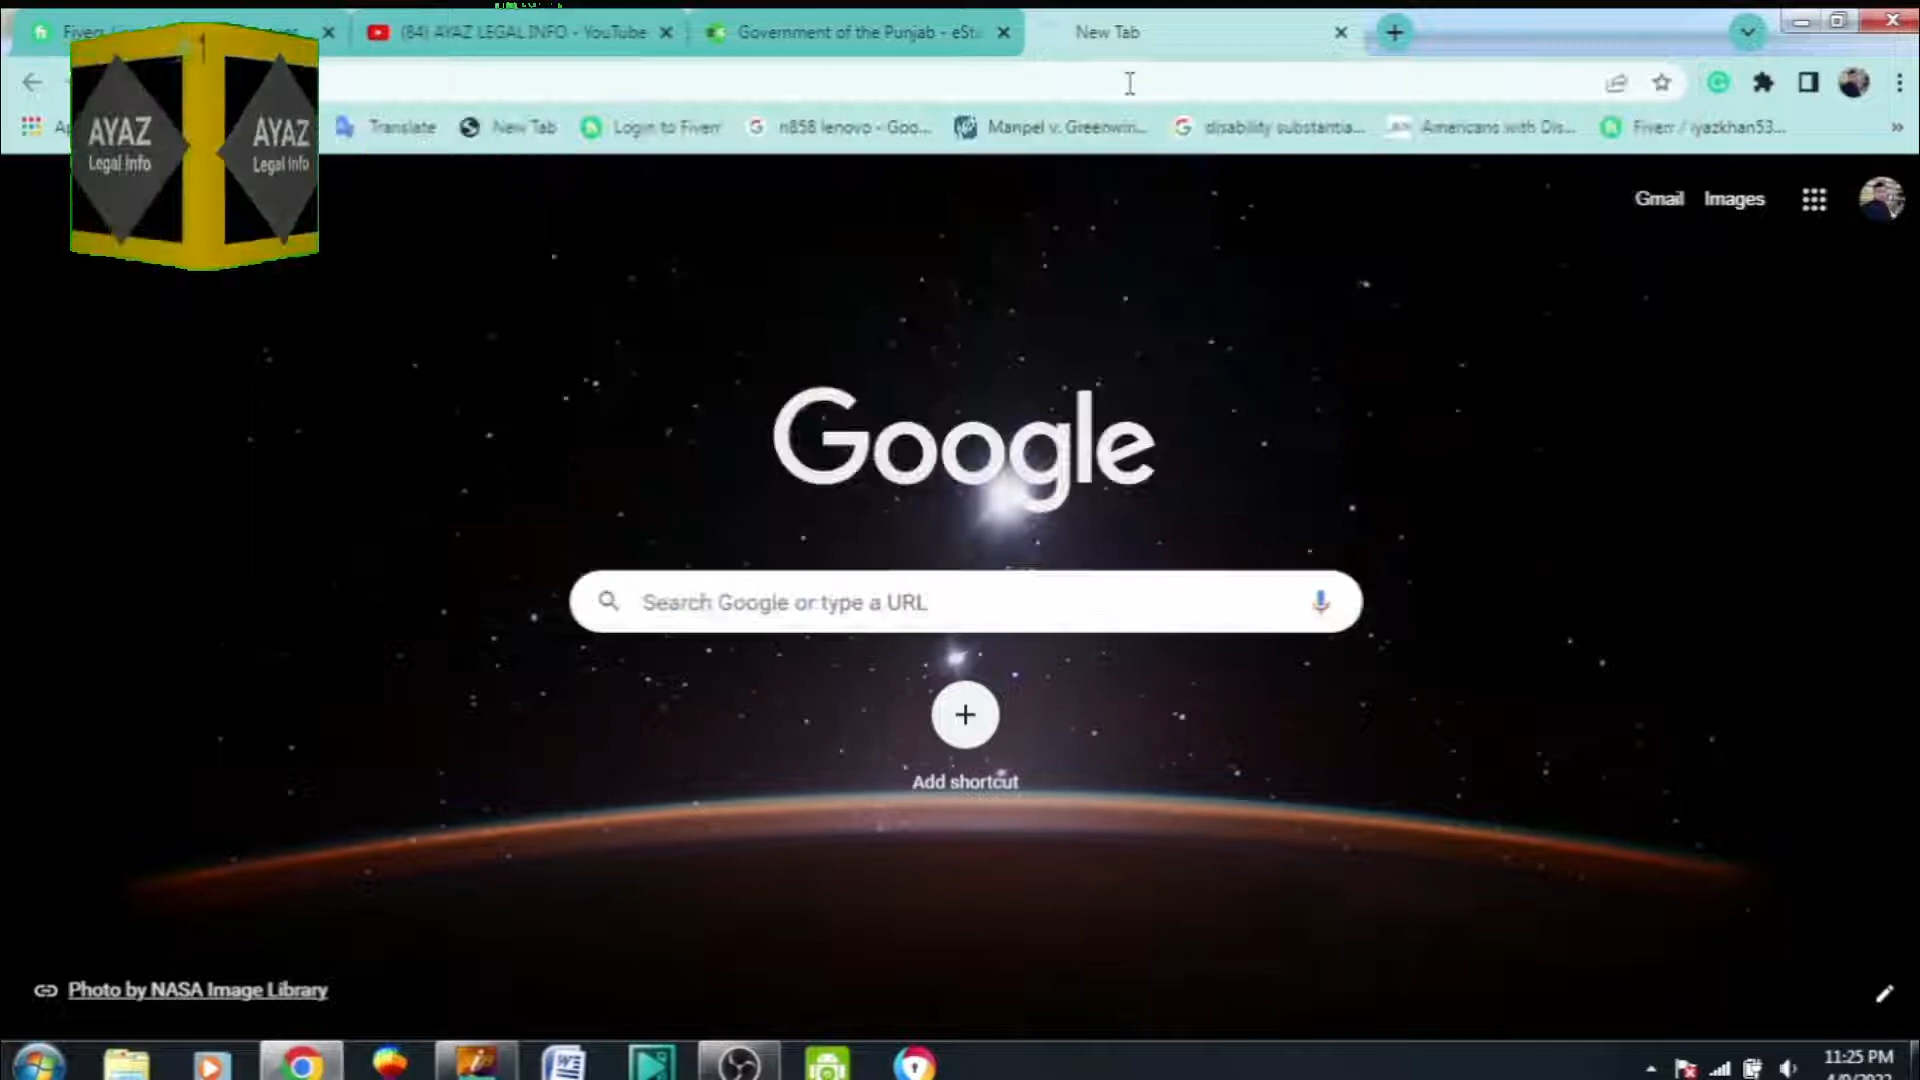 Fiverr
(84) AYAZ LEGAL INFO - YouTube
Government of the Punjab - eSt
New Tab
AYAZ
Legal Info
AYAZ
Legal Info
Translate
New Tab
Login to Fiverr
n858 lenovo - Goo...
Manpel v. Greenwin...
disability substantia...
Americans with Dis...
Fiverr / iyazkhan53...
»
Gmail
Images
Google
Search Google or type a URL
Add shortcut
Photo by NASA Image Library
11:25 PM